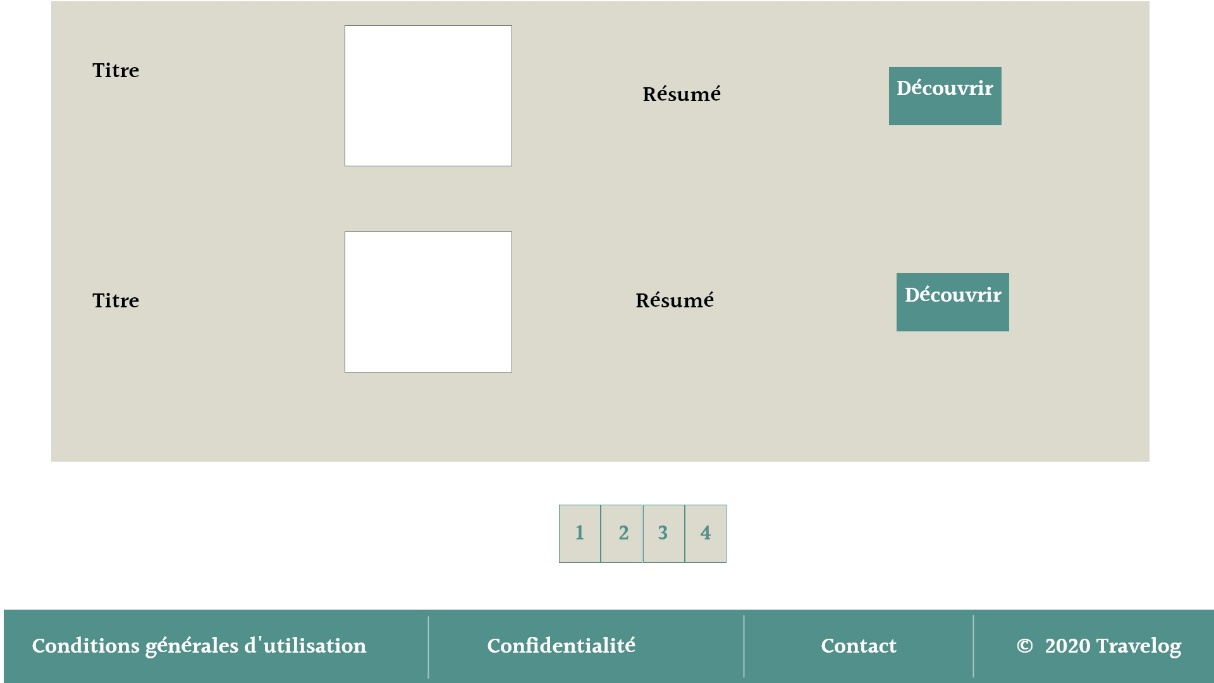 Titre
Résumé
Découvrir
Titre
Résumé
Découvrir
1 2 3 4
Conditions générales d'utilisation
Confidentialité
Contact
© 2020 Travelog